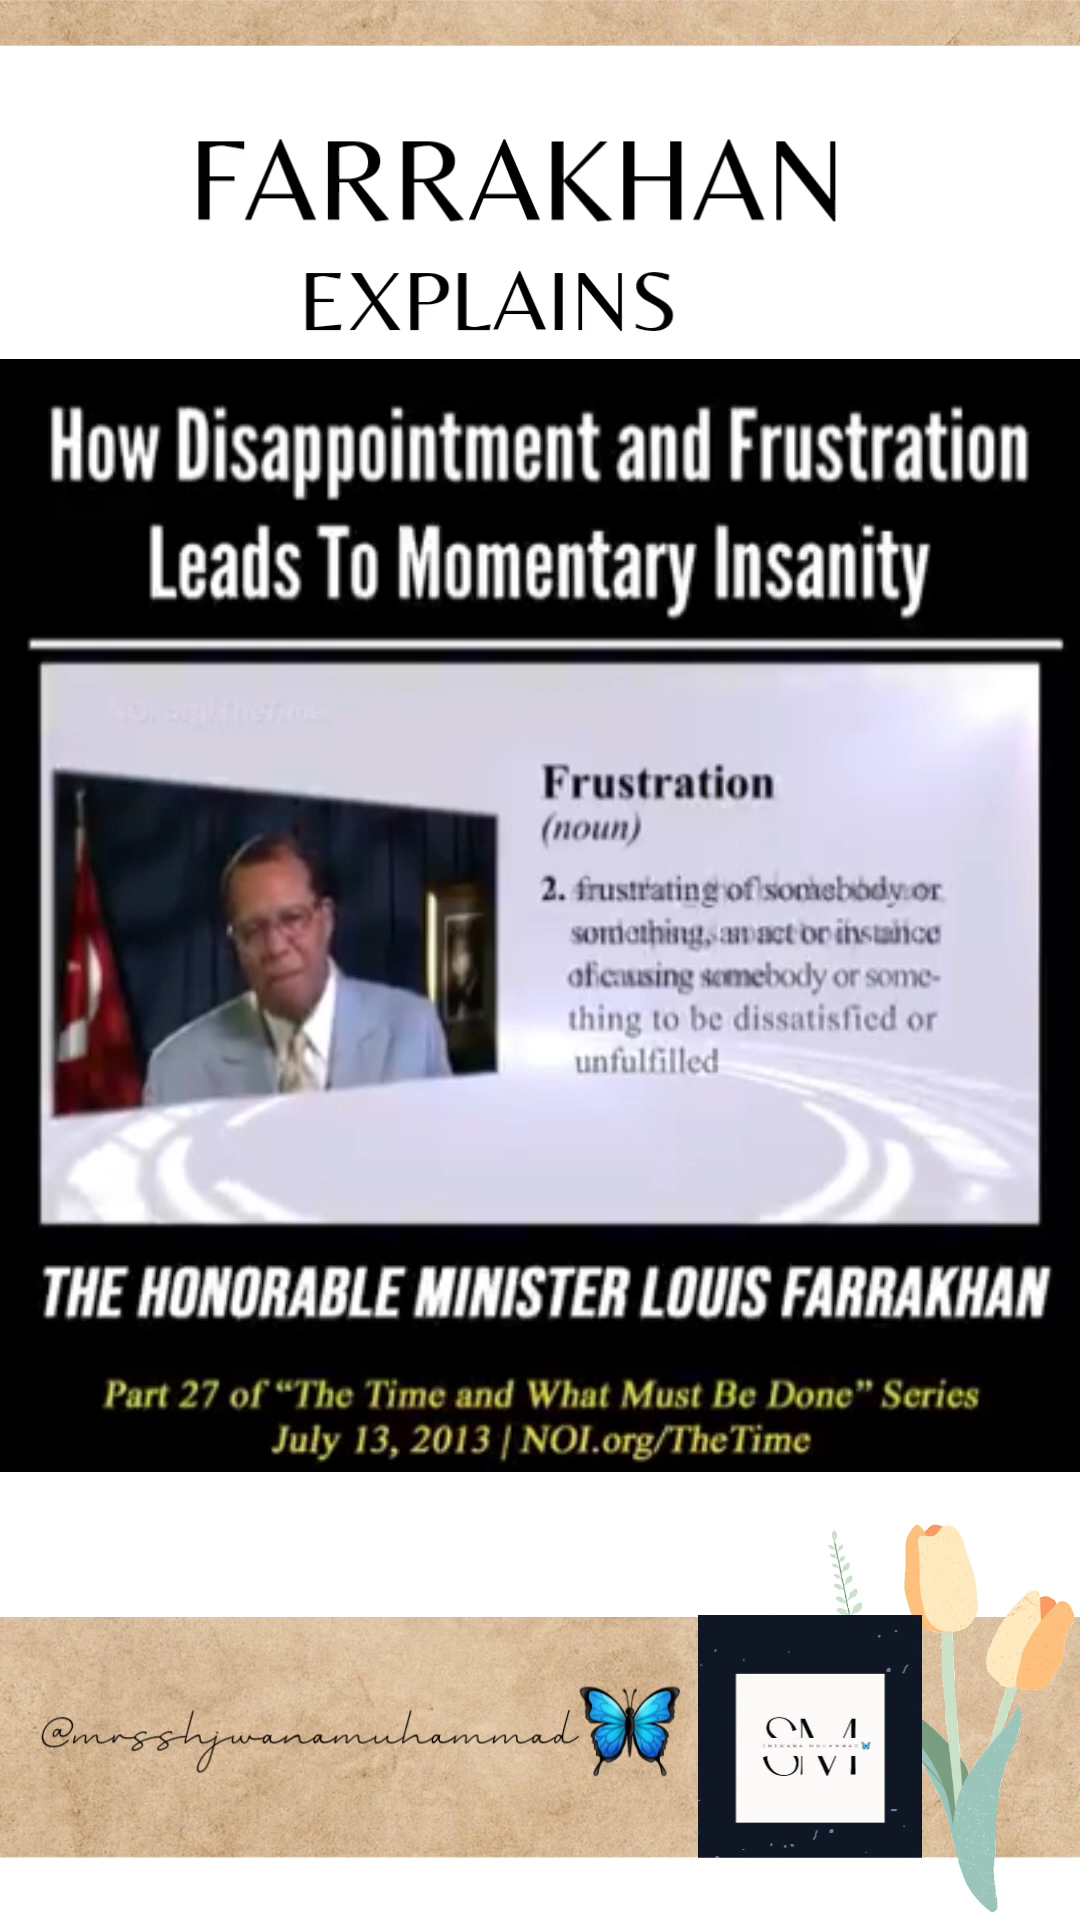 FARRAKHAN
EXPLAINS
How Disappointment and Frustration
Leads To Momentary Insanity
NOI.org/TheTime
Frustration
(noun)
2. frustrating of somebody or
something, an act or instance
of causing somebody or some-
thing to be dissatisfied or
unfulfilled
THE HONORABLE MINISTER LOUIS FARRAKHAN
Part 27 of “The Time and What Must Be Done” Series
July 13, 2013 | NOI.org/TheTime
@mrsshjwanamuhammad
SM